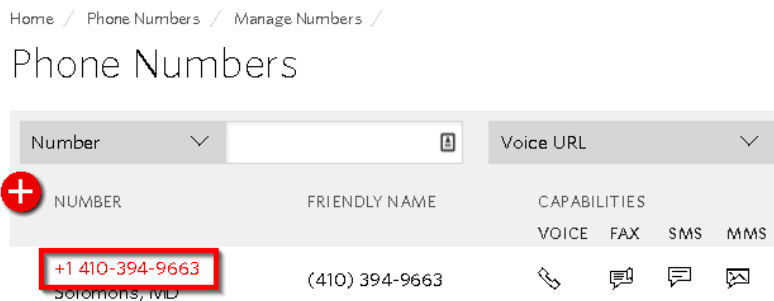 Home / Phone Numbers / Manage Numbers /
Phone Numbers
Number Voice URL
NUMBER FRIENDLY NAME CAPABILITIES
VOICE FAX SMS MMS
+1 410-394-9663 (410) 394-9663
Solomons, MD